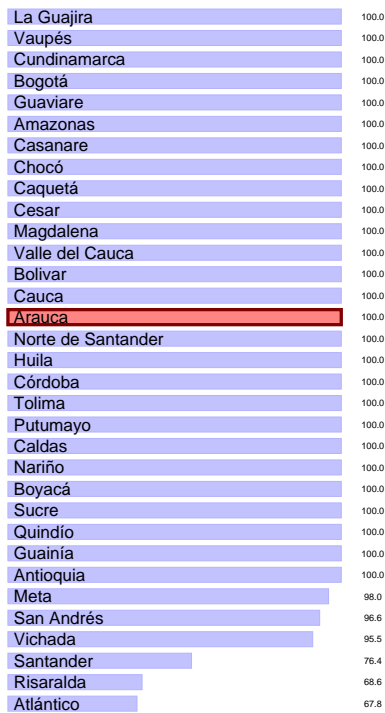 La Guajira 100.0
Vaupés 100.0
Cundinamarca 100.0
Bogotá 100.0
Guaviare 100.0
Amazonas 100.0
Casanare 100.0
Chocó 100.0
Caquetá 100.0
Cesar 100.0
Magdalena 100.0
Valle del Cauca 100.0
Bolivar 100.0
Cauca 100.0
Arauca 100.0
Norte de Santander 100.0
Huila 100.0
Córdoba 100.0
Tolima 100.0
Putumayo 100.0
Caldas 100.0
Nariño 100.0
Boyacá 100.0
Sucre 100.0
Quindío 100.0
Guainía 100.0
Antioquia 100.0
Meta 98.0
San Andrés 96.6
Vichada 95.5
Santander 76.4
Risaralda 68.6
Atlántico 67.8